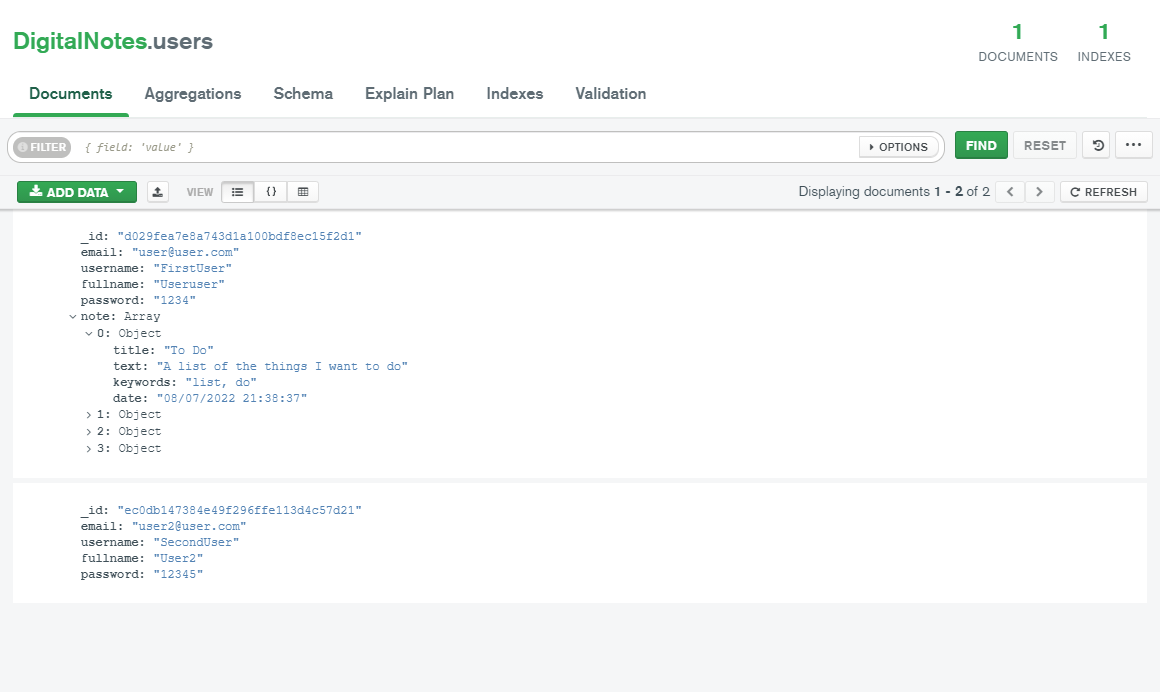 DigitalNotes.users
1
DOCUMENTS
1
INDEXES
Documents
Aggregations
Schema
Explain Plan
Indexes
Validation
FILTER
{ field: 'value' }
OPTIONS
FIND
RESET
ADD DATA
VIEW
{}
Displaying documents 1 - 2 of 2
REFRESH
_id: "d029fea7e8a743d1a100bdf8ec15f2d1"
email: "user@user.com"
username: "FirstUser"
fullname: "Useruser"
password: "1234"
note: Array
0: Object
title: "To Do"
text: "A list of the things I want to do"
keywords: "list, do"
date: "08/07/2022 21:38:37"
1: Object
2: Object
3: Object
_id: "ec0db147384e49f296ffe113d4c57d21"
email: "user2@user.com"
username: "SecondUser"
fullname: "User2"
password: "12345"